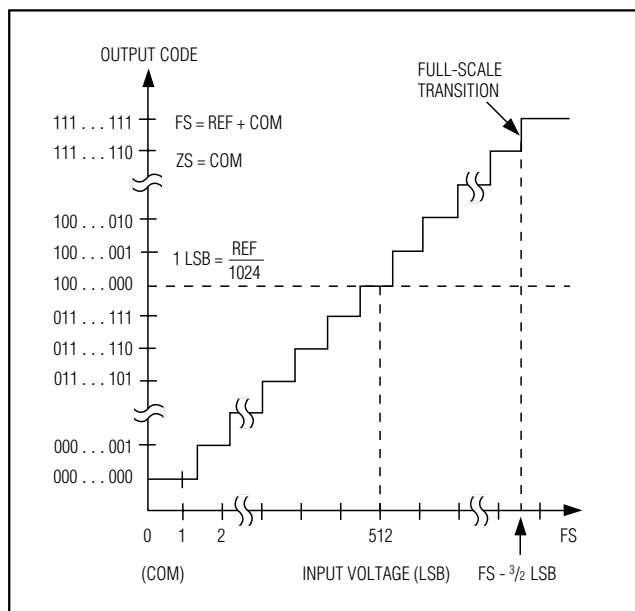 OUTPUT CODE
FULL-SCALE
TRANSITION
111 . . . 111
FS = REF + COM
111 . . . 110
ZS = COM
100 . . . 010
100 . . . 001
1 LSB = REF
1024
100 . . . 000
011 . . . 111
011 . . . 110
011 . . . 101
000 . . . 001
000 . . . 000
0 1 2 512 FS
(COM) INPUT VOLTAGE (LSB) FS - 3/2 LSB